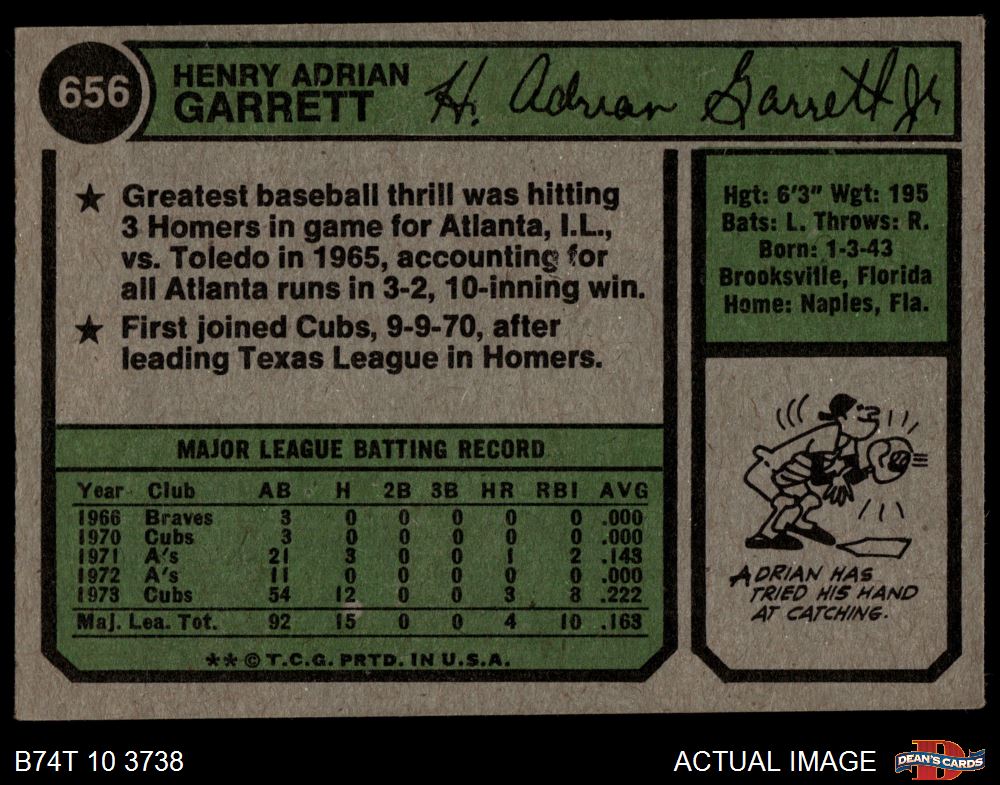 656
HENRY ADRIAN
GARRETT
H. Adrian Garrett Jr
★ Greatest baseball thrill was hitting
3 Homers in game for Atlanta, I.L.,
vs. Toledo in 1965, accounting for
all Atlanta runs in 3-2, 10-inning win.
★ First joined Cubs, 9-9-70, after
leading Texas League in Homers.
Hgt: 6'3" Wgt: 195
Bats: L. Throws: R.
Born: 1-3-43
Brooksville, Florida
Home: Naples, Fla.
MAJOR LEAGUE BATTING RECORD
Year Club AB H 2B 3B HR RBI AVG
1966 Braves 3 0 0 0 0 0 .000
1970 Cubs 3 0 0 0 0 0 .000
1971 A's 21 3 0 0 1 2 .143
1972 A's 11 0 0 0 0 0 .000
1973 Cubs 54 12 0 0 3 8 .222
Maj. Lea. Tot. 92 15 0 0 4 10 .163
** © T.C.G. PRTD. IN U.S.A.
ADRIAN HAS
TRIED HIS HAND
AT CATCHING.
B74T 10 3738
ACTUAL IMAGE
DEAN'S CARDS